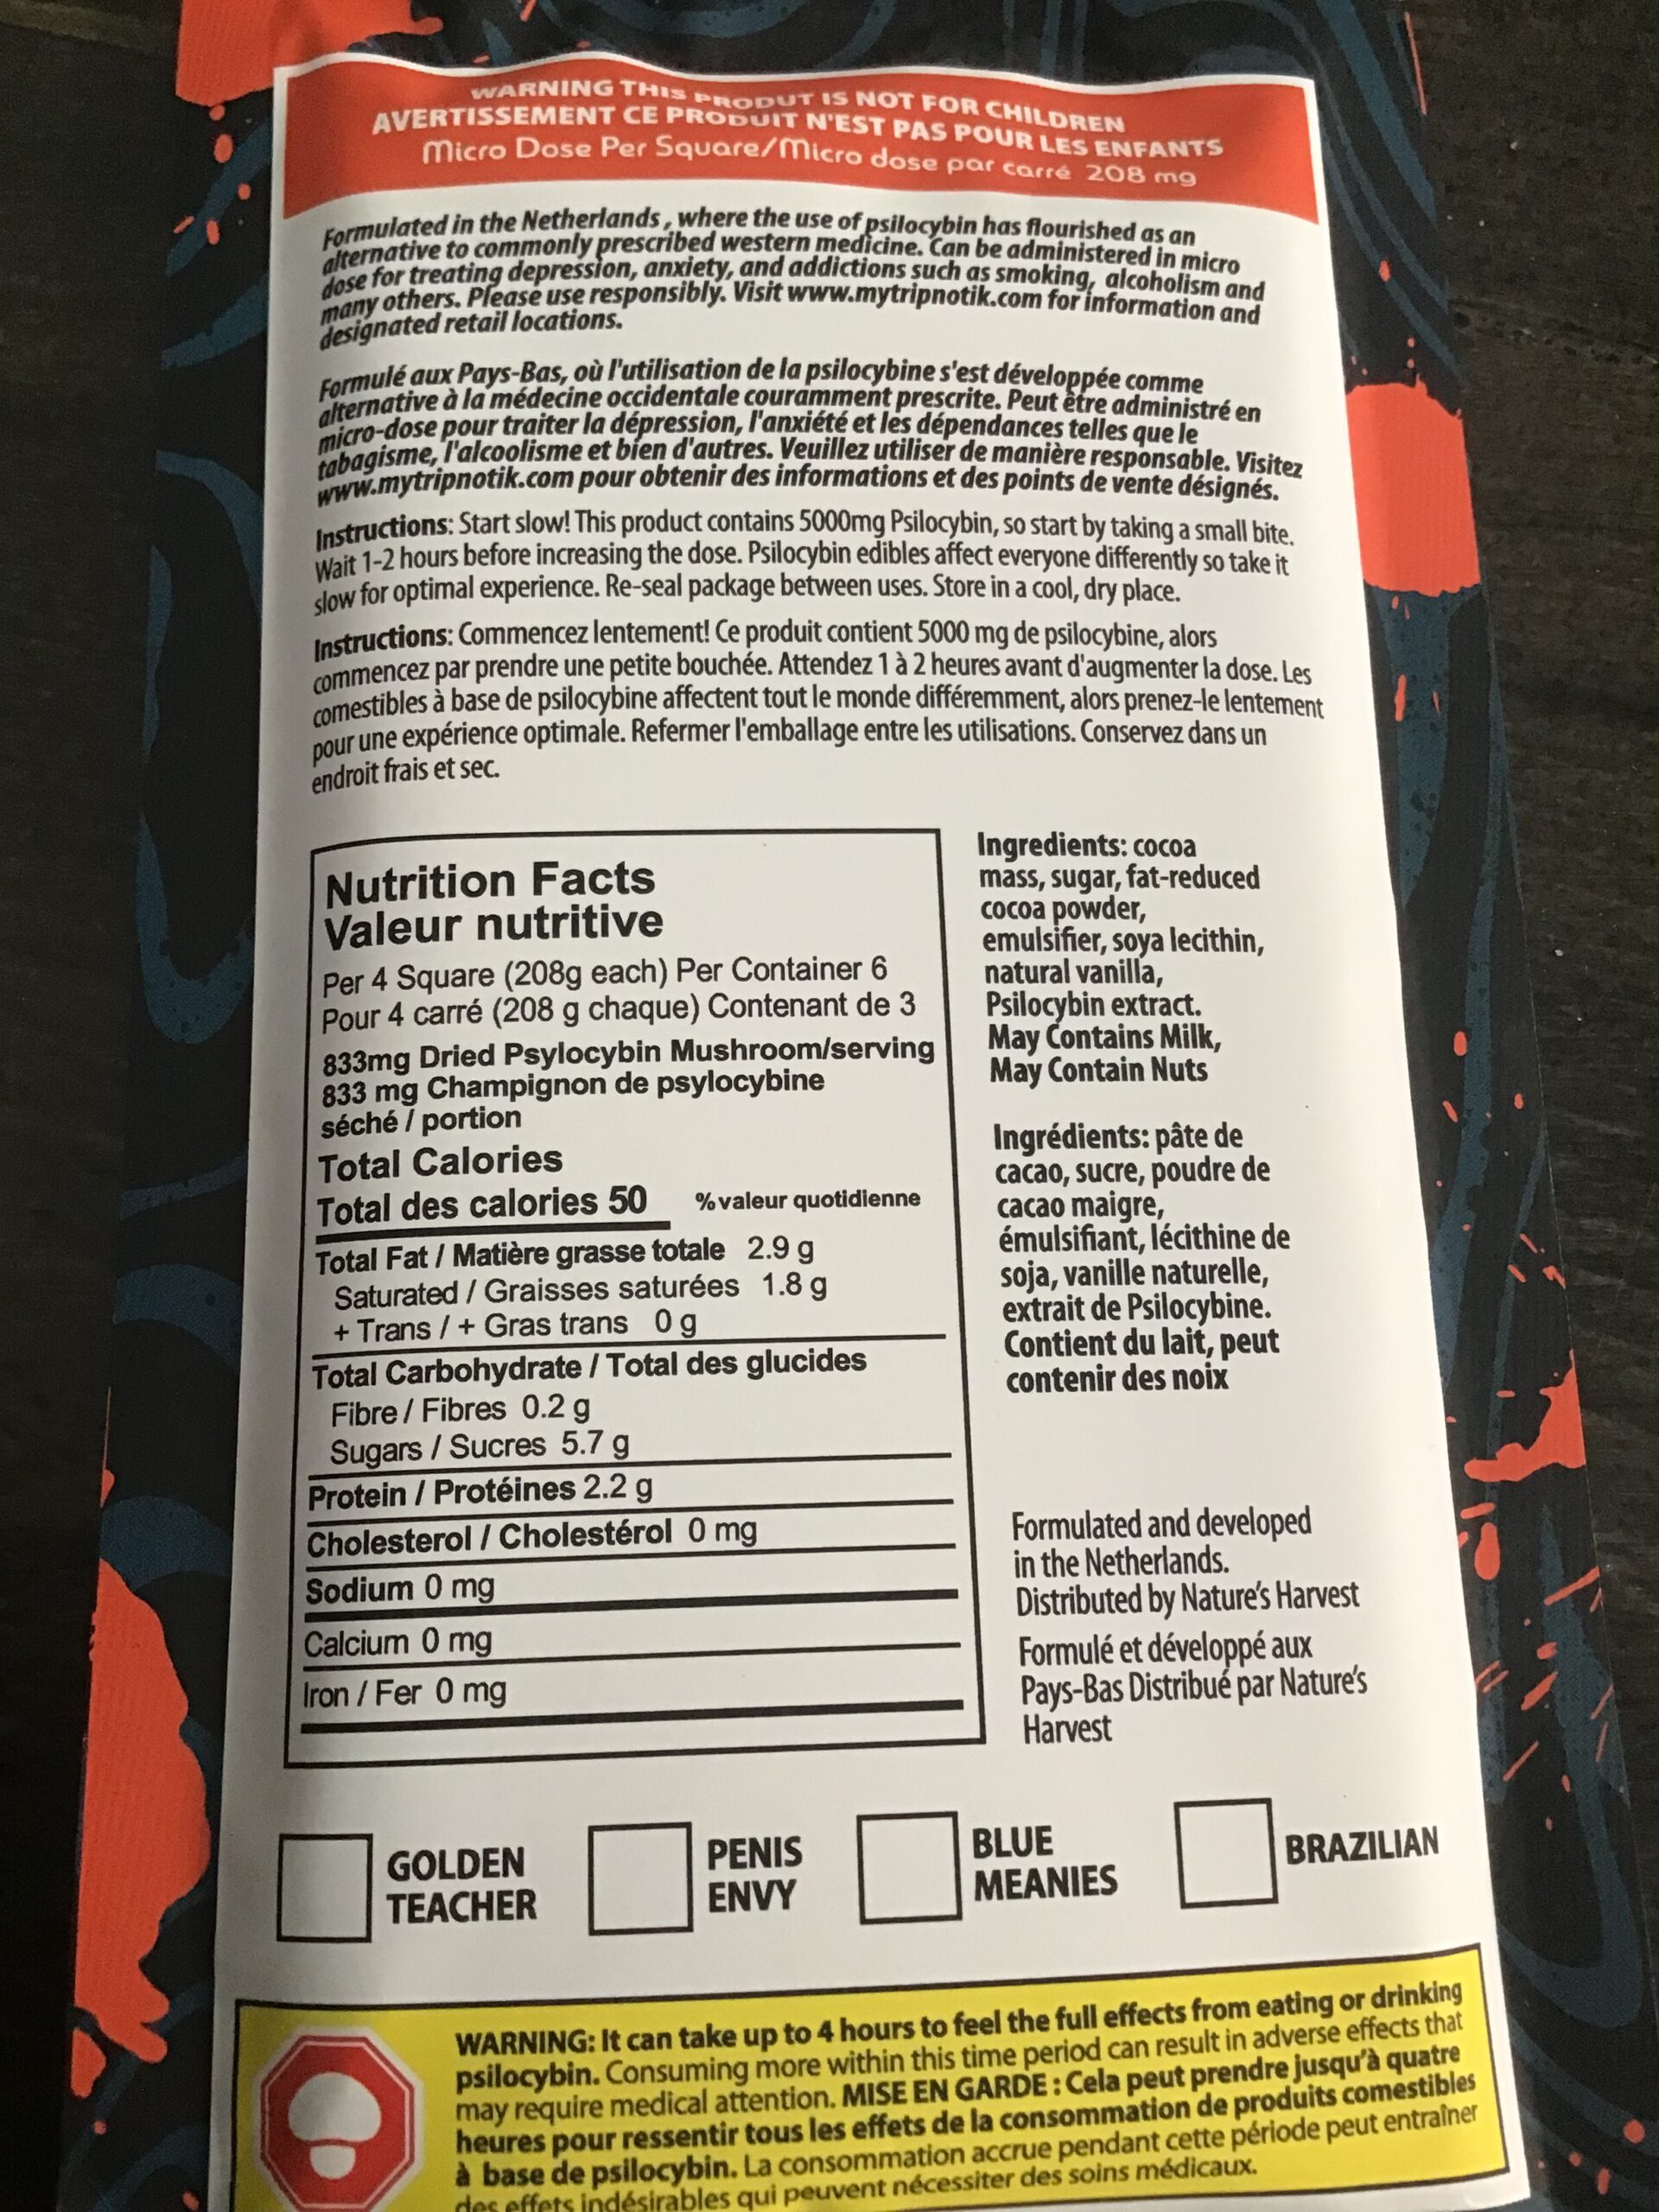 WARNING THIS PRODUT IS NOT FOR CHILDREN
AVERTISSEMENT CE PRODUIT N'EST PAS POUR LES ENFANTS
Micro Dose Per Square/Micro dose par carré 208 mg
Formulated in the Netherlands, where the use of psilocybin has flourished as an
alternative to commonly prescribed western medicine. Can be administered in micro
dose for treating depression, anxiety, and addictions such as smoking, alcoholism and
many others. Please use responsibly. Visit www.mytripnotik.com for information and
designated retail locations.
Formulé aux Pays-Bas, où l'utilisation de la psilocybine s'est développée comme
alternative à la médecine occidentale couramment prescrite. Peut être administré en
micro-dose pour traiter la dépression, l'anxiété et les dépendances telles que le
tabagisme, l'alcoolisme et bien d'autres. Veuillez utiliser de manière responsable. Visitez
www.mytripnotik.com pour obtenir des informations et des points de vente désignés.
Instructions: Start slow! This product contains 5000mg Psilocybin, so start by taking a small bite.
Wait 1-2 hours before increasing the dose. Psilocybin edibles affect everyone differently so take it
slow for optimal experience. Re-seal package between uses. Store in a cool, dry place.
Instructions: Commencez lentement! Ce produit contient 5000 mg de psilocybine, alors
commencez par prendre une petite bouchée. Attendez 1 à 2 heures avant d'augmenter la dose. Les
comestibles à base de psilocybine affectent tout le monde différemment, alors prenez-le lentement
pour une expérience optimale. Refermer l'emballage entre les utilisations. Conservez dans un
endroit frais et sec.
Nutrition Facts
Valeur nutritive
Per 4 Square (208g each) Per Container 6
Pour 4 carré (208 g chaque) Contenant de 3
833mg Dried Psylocybin Mushroom/serving
833 mg Champignon de psylocybine
séché / portion
Total Calories
Total des calories 50 % valeur quotidienne
Total Fat / Matière grasse totale 2.9 g
Saturated / Graisses saturées 1.8 g
+ Trans / + Gras trans 0 g
Total Carbohydrate / Total des glucides
Fibre / Fibres 0.2 g
Sugars / Sucres 5.7 g
Protein / Protéines 2.2 g
Cholesterol / Cholestérol 0 mg
Sodium 0 mg
Calcium 0 mg
Iron / Fer 0 mg
Ingredients: cocoa
mass, sugar, fat-reduced
cocoa powder,
emulsifier, soya lecithin,
natural vanilla,
Psilocybin extract.
May Contains Milk,
May Contain Nuts
Ingrédients: pâte de
cacao, sucre, poudre de
cacao maigre,
émulsifiant, lécithine de
soja, vanille naturelle,
extrait de Psilocybine.
Contient du lait, peut
contenir des noix
Formulated and developed
in the Netherlands.
Distributed by Nature's Harvest
Formulé et développé aux
Pays-Bas Distribué par Nature's
Harvest
GOLDEN
TEACHER
PENIS
ENVY
BLUE
MEANIES
BRAZILIAN
WARNING: It can take up to 4 hours to feel the full effects from eating or drinking
psilocybin. Consuming more within this time period can result in adverse effects that
may require medical attention. MISE EN GARDE : Cela peut prendre jusqu'à quatre
heures pour ressentir tous les effets de la consommation de produits comestibles
à base de psilocybin. La consommation accrue pendant cette période peut entraîner
des effets indésirables qui peuvent nécessiter des soins médicaux.